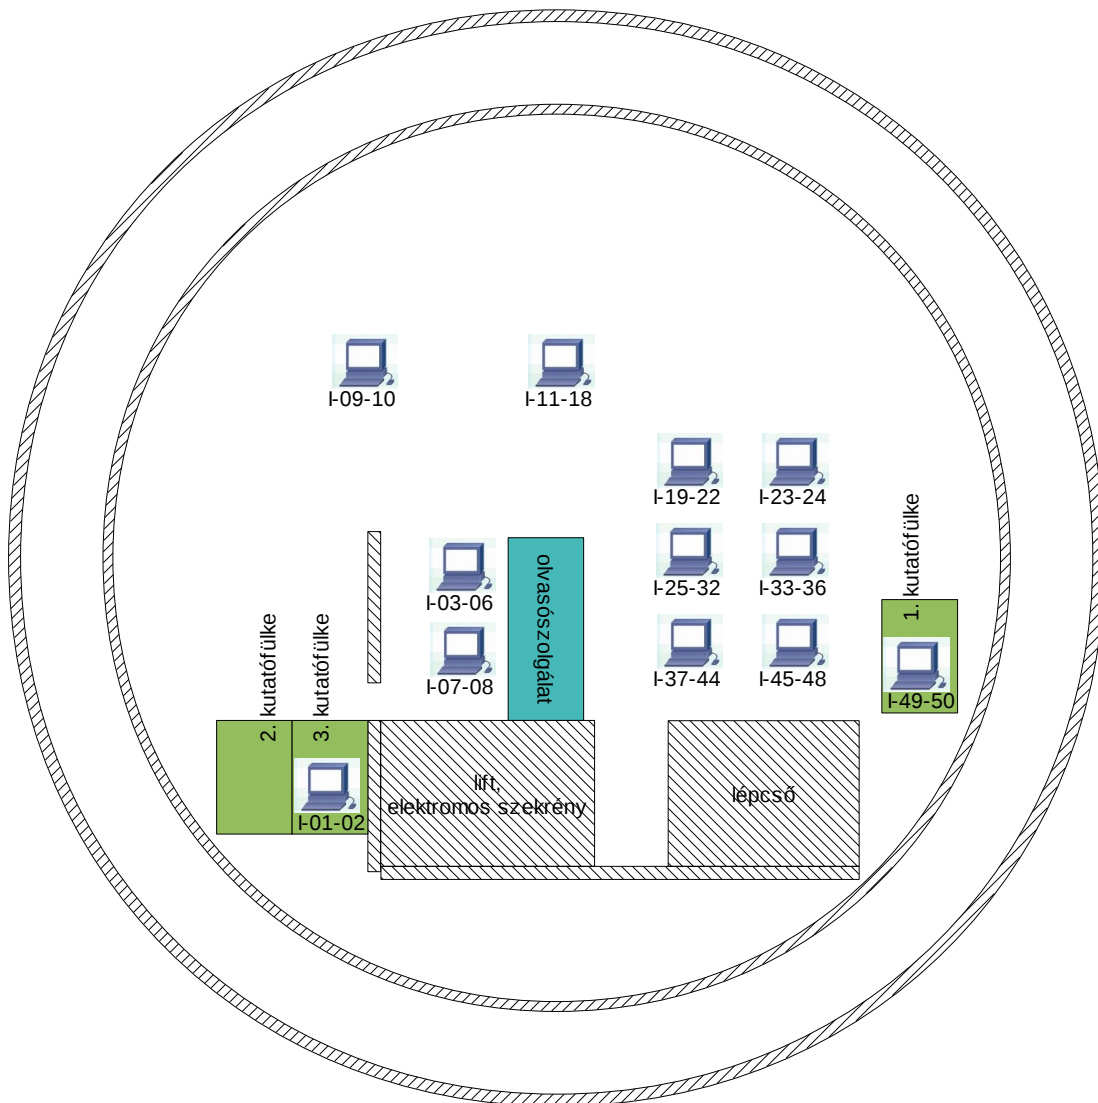 I-09-10
I-11-18
I-19-22
I-23-24
I-03-06
olvasószolgálat
I-25-32
I-33-36
1. kutatófülke
I-07-08
I-37-44
I-45-48
I-49-50
2. kutatófülke
3. kutatófülke
I-01-02
lift,
elektromos szekrény
lépcső